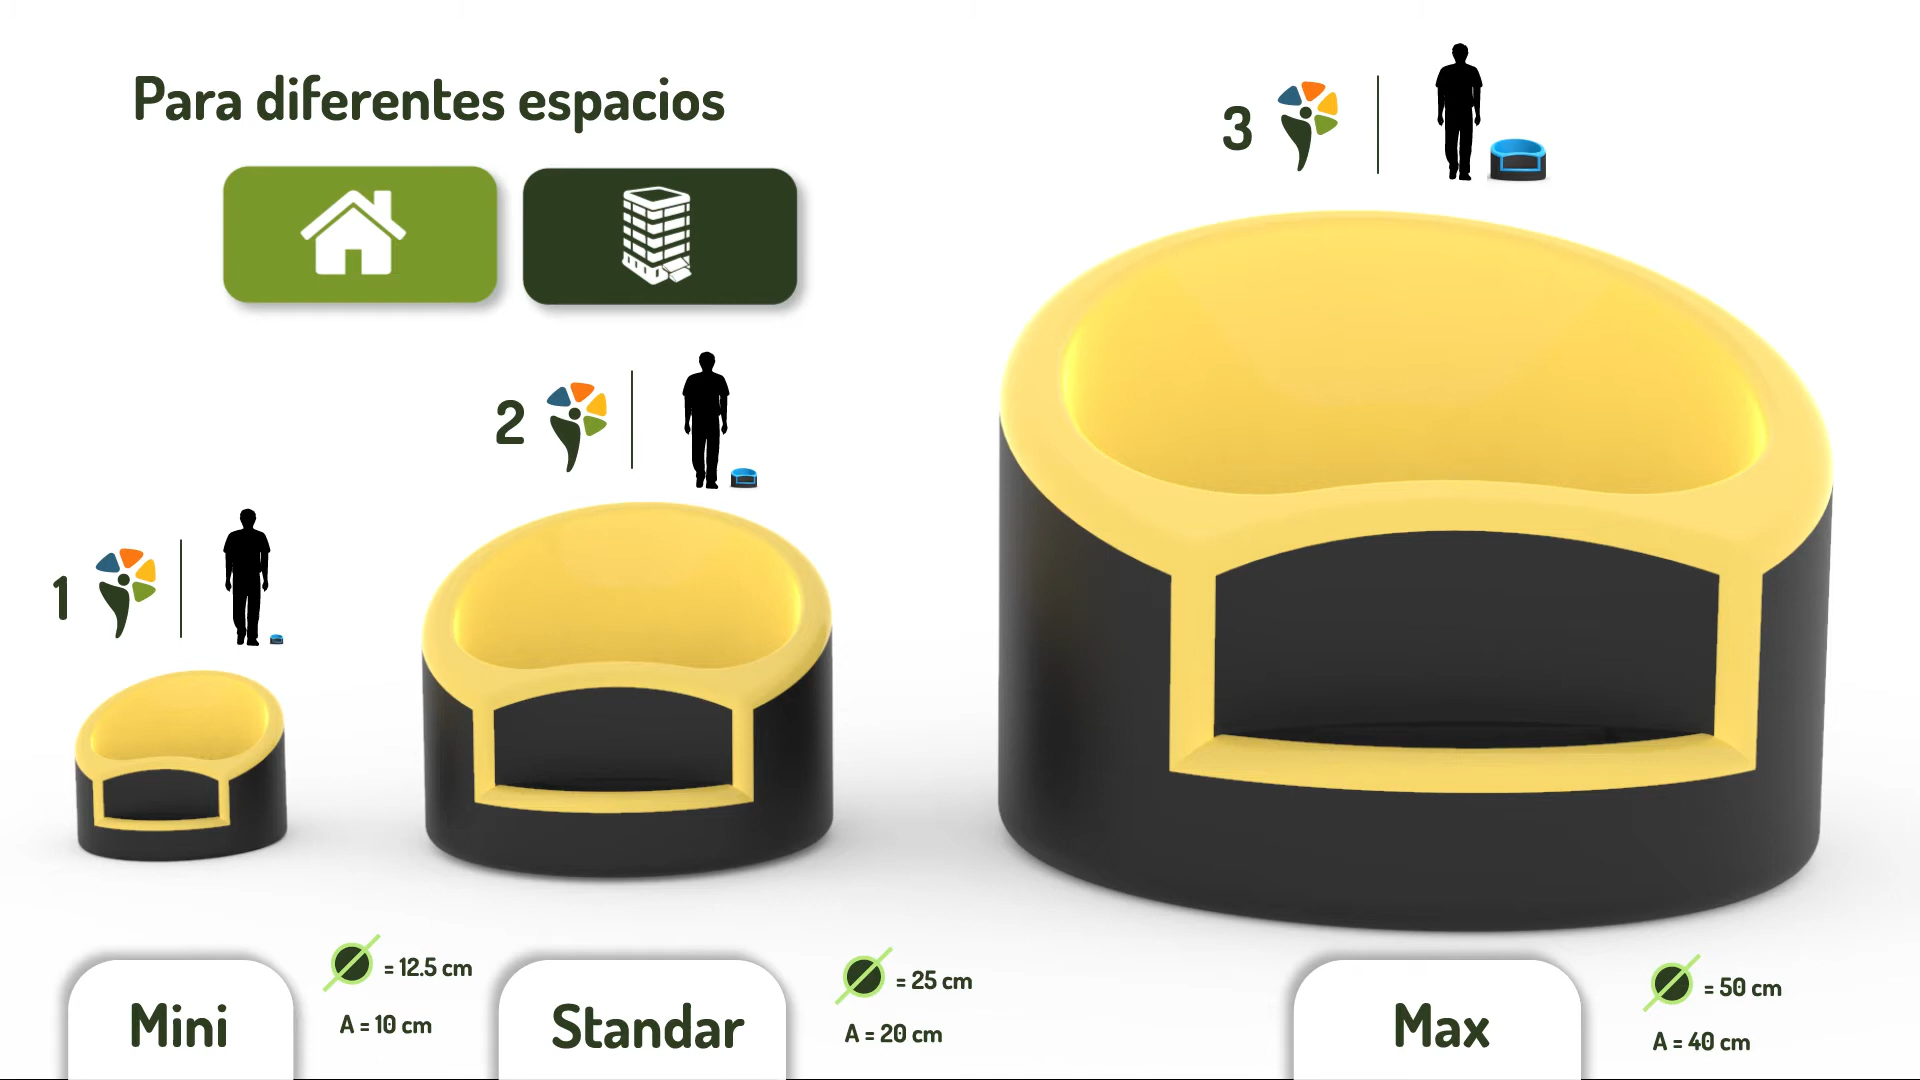 Para diferentes espacios
3
2
1
Mini
= 12.5 cm
A = 10 cm
Standar
= 25 cm
A = 20 cm
Max
= 50 cm
A = 40 cm